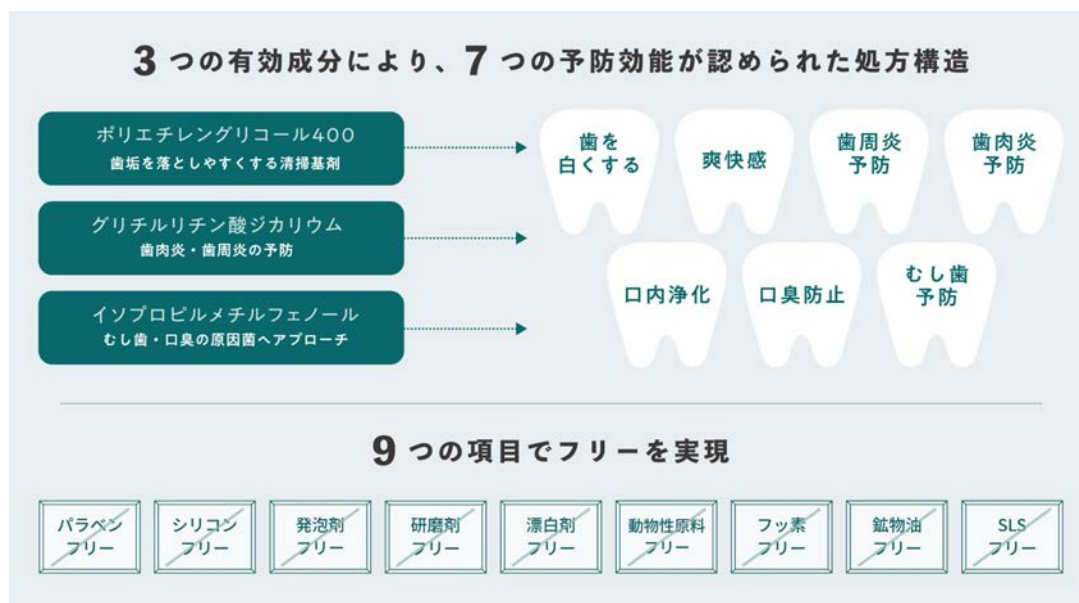 3つの有効成分により、7つの予防効能が認められた処方構造
ポリエチレングリコール400
歯垢を落としやすくする清掃基剤
グリチルリチン酸ジカリウム
歯肉炎・歯周炎の予防
イソプロピルメチルフェノール
むし歯・口臭の原因菌へアプローチ
歯を
白くする
爽快感
歯周炎
予防
歯肉炎
予防
口内浄化
口臭防止
むし歯
予防
9つの項目でフリーを実現
パラベン
フリー
シリコン
フリー
発泡剤
フリー
研磨剤
フリー
漂白剤
フリー
動物性原料
フリー
フッ素
フリー
鉱物油
フリー
SLS
フリー